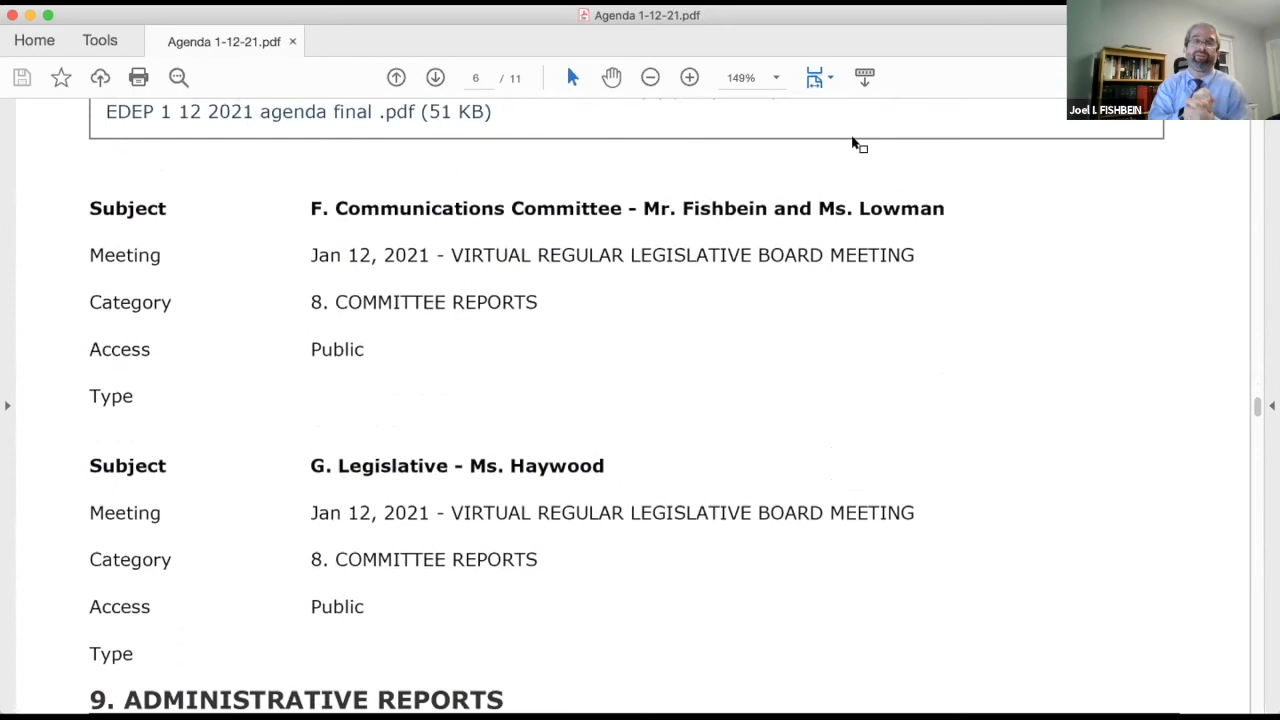 Agenda 1-12-21.pdf
Home
Tools
Agenda 1-12-21.pdf ×
6 / 11
149%
Joel L FISHBEIN
EDEP 1 12 2021 agenda final .pdf (51 KB)
Subject F. Communications Committee - Mr. Fishbein and Ms. Lowman
Meeting Jan 12, 2021 - VIRTUAL REGULAR LEGISLATIVE BOARD MEETING
Category 8. COMMITTEE REPORTS
Access Public
Type
Subject G. Legislative - Ms. Haywood
Meeting Jan 12, 2021 - VIRTUAL REGULAR LEGISLATIVE BOARD MEETING
Category 8. COMMITTEE REPORTS
Access Public
Type
9. ADMINISTRATIVE REPORTS